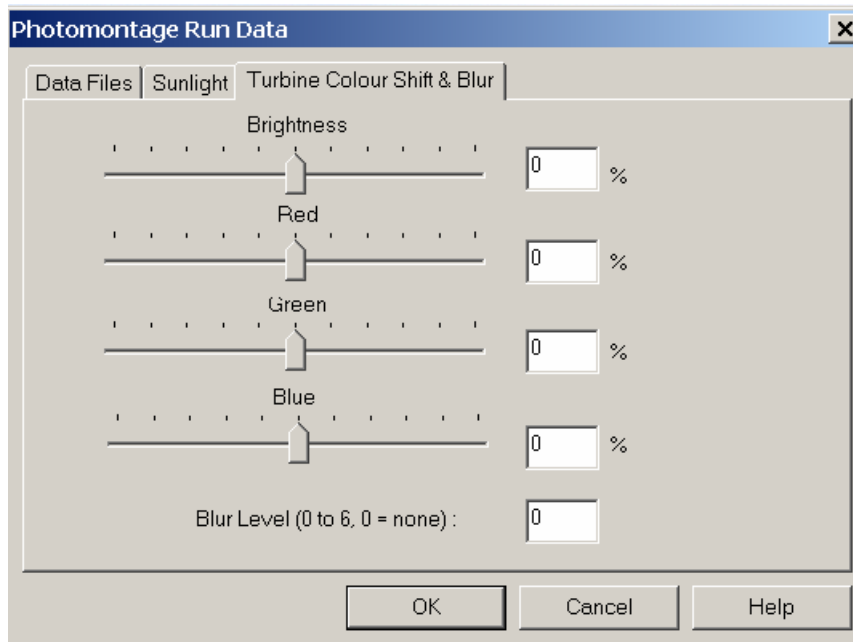 Photomontage Run Data
Data Files Sunlight Turbine Colour Shift & Blur
Brightness
0 %
Red
0 %
Green
0 %
Blue
0 %
Blur Level (0 to 6, 0 = none) : 0
OK Cancel Help